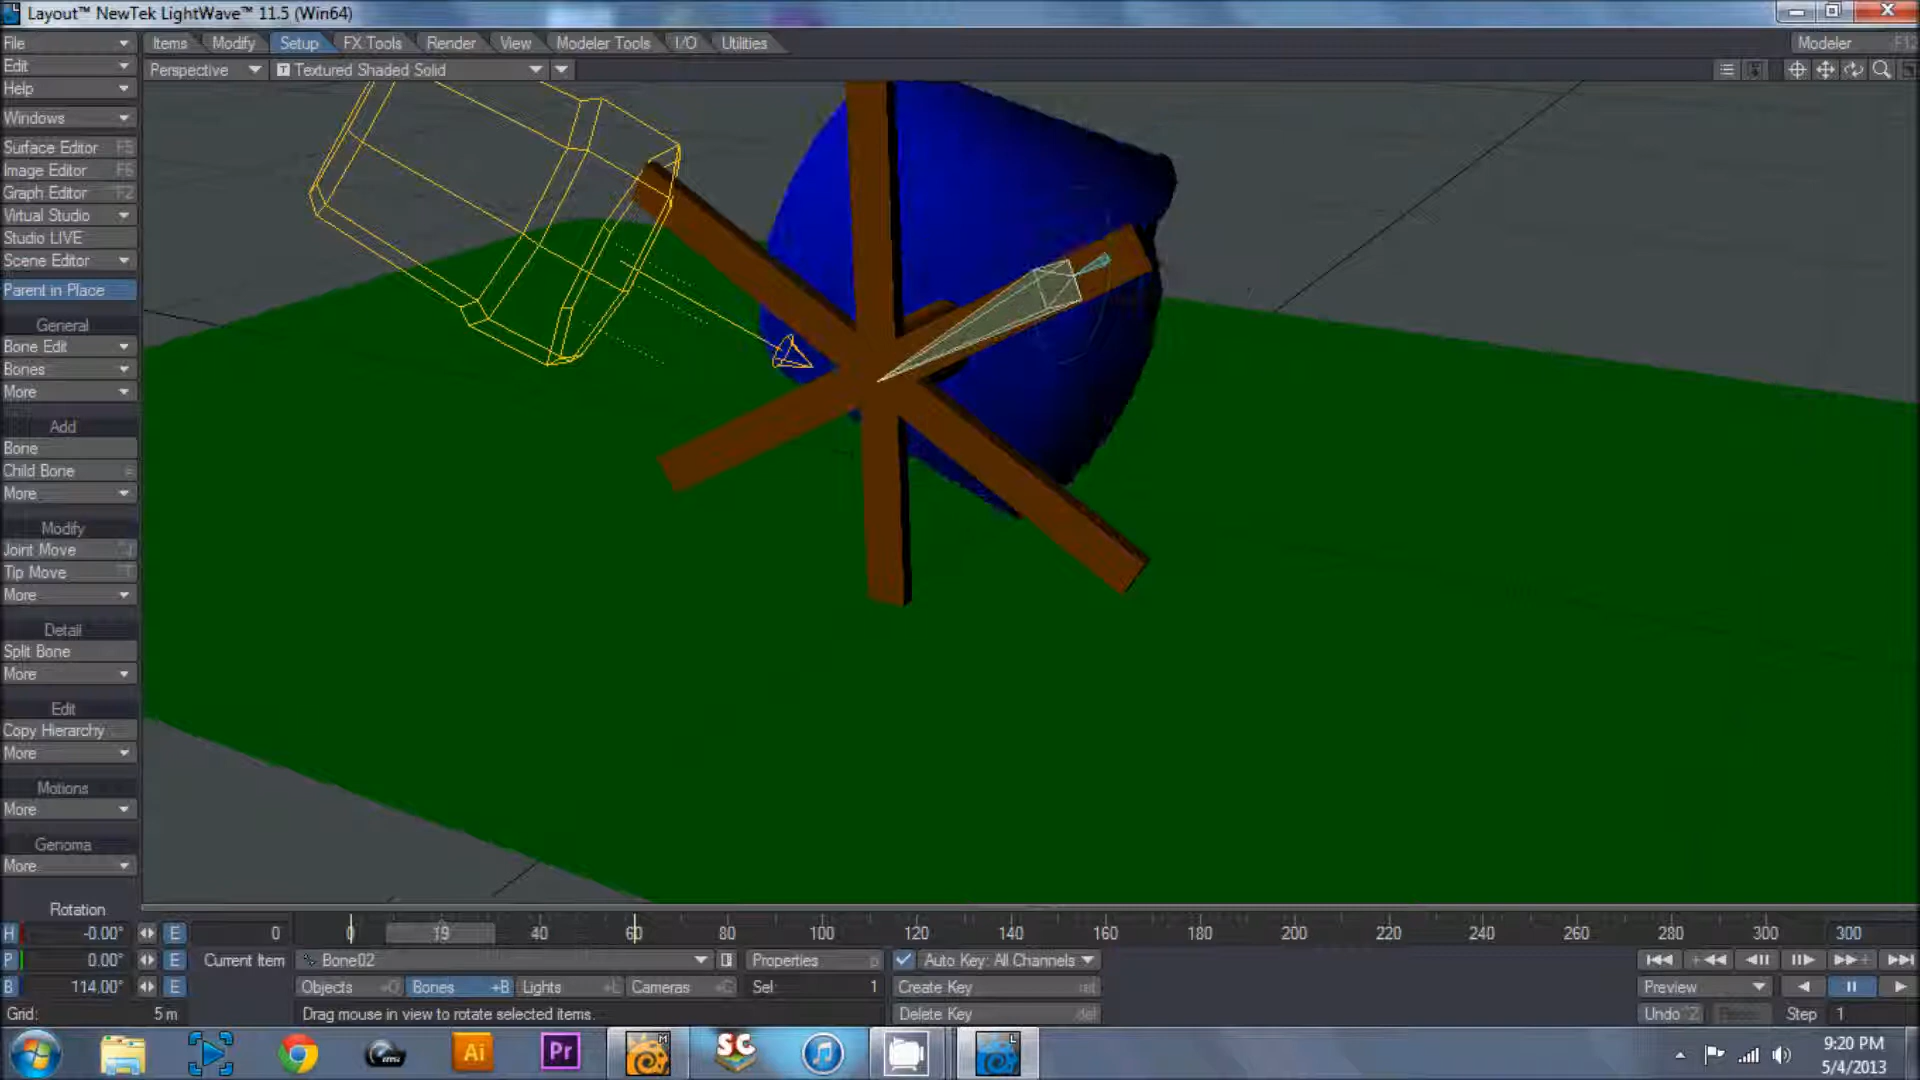 Layout™ NewTek LightWave™ 11.5 (Win64)
File Items Modify Setup FX Tools Render View Modeler Tools I/O Utilities Modeler F12
Edit Perspective T Textured Shaded Solid
Help
Windows
Surface Editor F5
Image Editor F6
Graph Editor F2
Virtual Studio
Studio LIVE
Scene Editor
Parent in Place
General
Bone Edit
Bones
More
Add
Bone
Child Bone =
More
Modify
Joint Move
Tip Move
More
Detail
Split Bone
More
Edit
Copy Hierarchy
More
Motions
More
Genoma
More
Rotation
H -0.00° E 0 0 19 40 60 80 100 120 140 160 180 200 220 240 260 280 300 300
P 0.00° E Current Item Bone02 Properties p Auto Key: All Channels
B 114.00° E Objects +O Bones +B Lights +L Cameras +C Sel: 1 Create Key ret Preview
Grid: 5 m Drag mouse in view to rotate selected items. Delete Key del Undo ^Z Step 1
Ai Pr M SC L
9:20 PM
5/4/2013